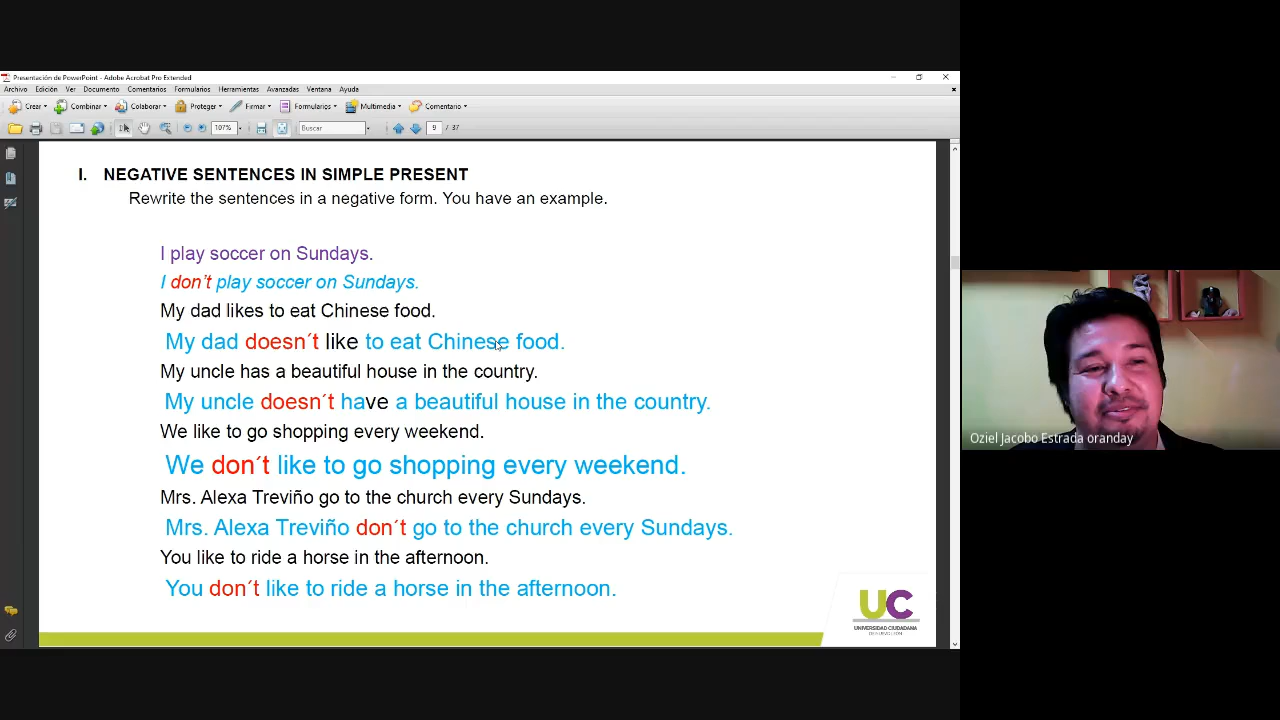 Presentación de PowerPoint - Adobe Acrobat Pro Extended
Archivo Edición Ver Documento Comentarios Formularios Herramientas Avanzadas Ventana Ayuda
Crear Combinar Colaborar Proteger Firmar Formularios Multimedia Comentario
107% Buscar 9 / 37
I. NEGATIVE SENTENCES IN SIMPLE PRESENT
Rewrite the sentences in a negative form. You have an example.
I play soccer on Sundays.
I don't play soccer on Sundays.
My dad likes to eat Chinese food.
My dad doesn´t like to eat Chinese food.
My uncle has a beautiful house in the country.
My uncle doesn´t have a beautiful house in the country.
We like to go shopping every weekend.
We don´t like to go shopping every weekend.
Mrs. Alexa Treviño go to the church every Sundays.
Mrs. Alexa Treviño don´t go to the church every Sundays.
You like to ride a horse in the afternoon.
You don´t like to ride a horse in the afternoon.
UC
UNIVERSIDAD CIUDADANA
DE NUEVO LEÓN
Oziel Jacobo Estrada oranday